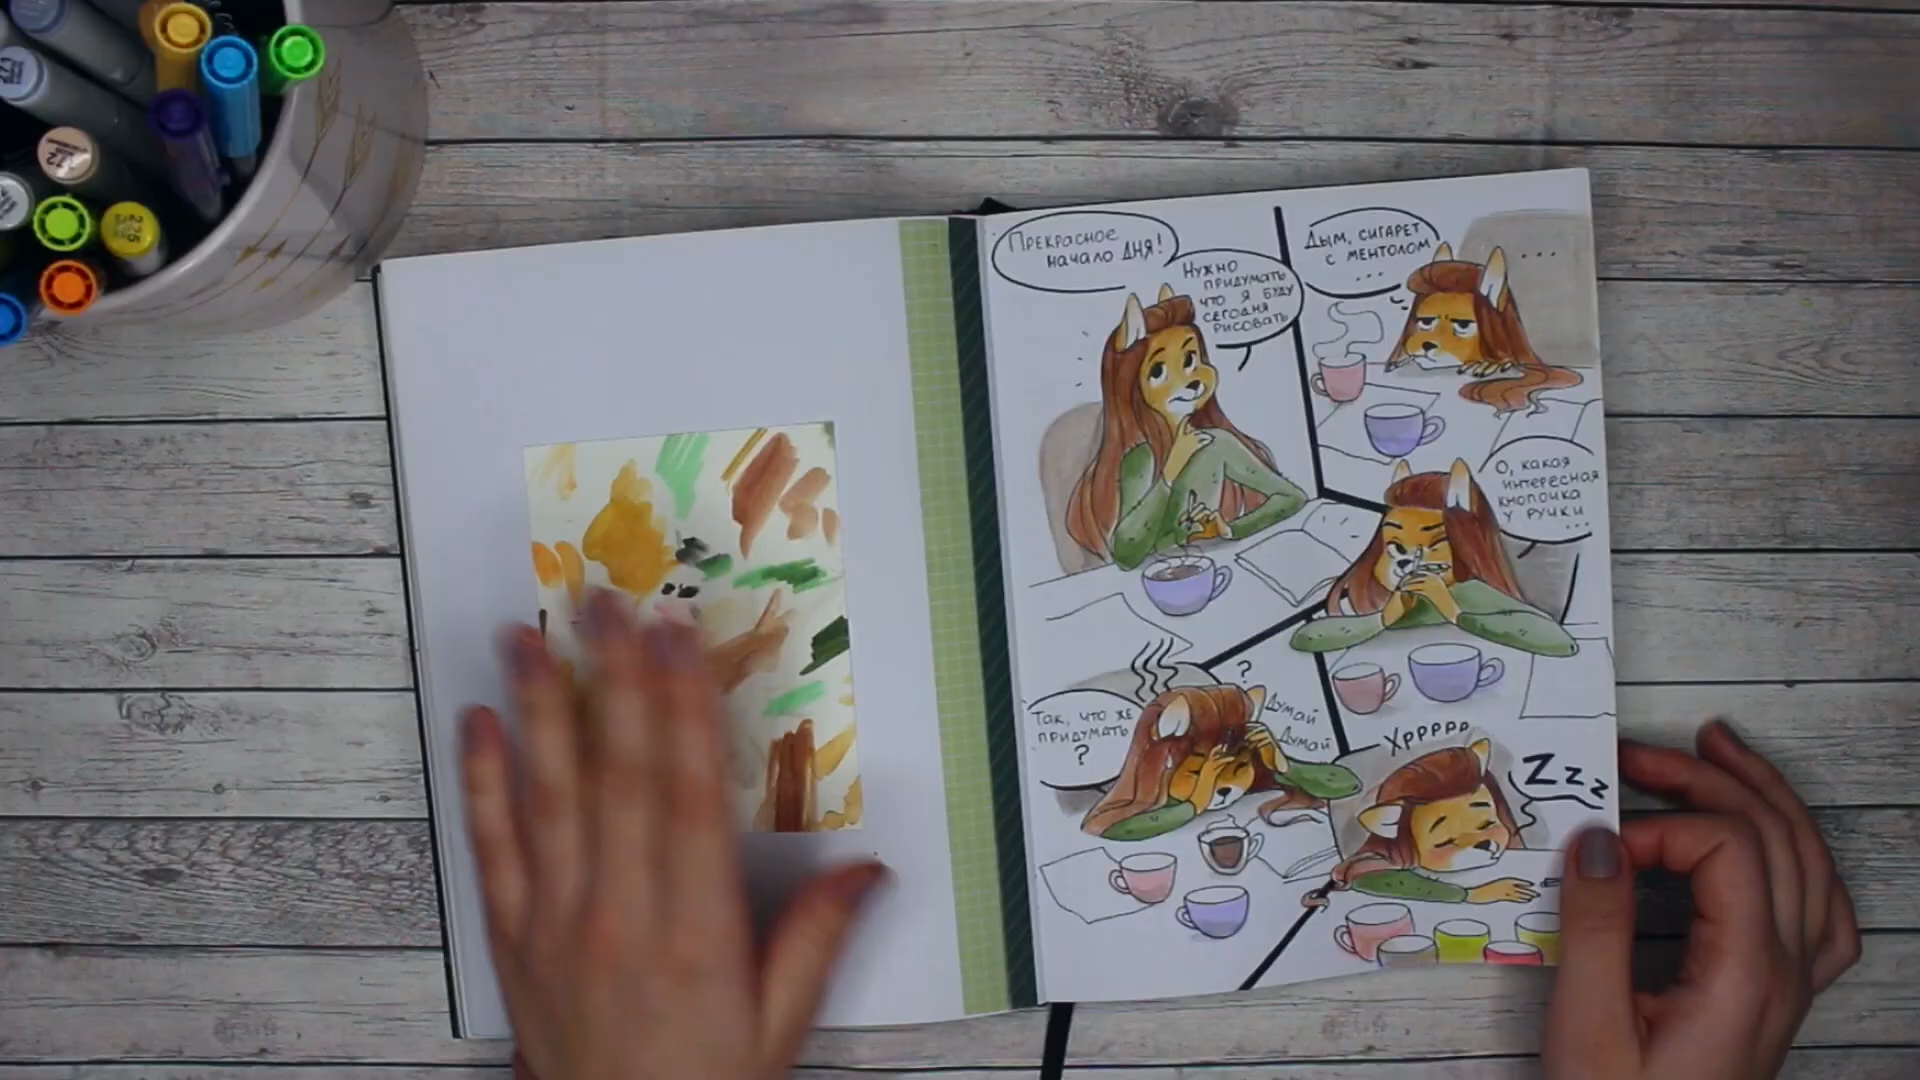 ПРЕКРАСНОЕ
НАЧАЛО ДНЯ!
НУЖНО
ПРИДУМАТЬ
ЧТО Я БУДУ
СЕГОДНЯ
РИСОВАТЬ
ДЫМ, СИГАРЕТ
С МЕНТОЛОМ
...
...
О, КАКАЯ
ИНТЕРЕСНАЯ
КНОПОЧКА
У РУЧКИ
...
ТАК, ЧТО ЖЕ
ПРИДУМАТЬ
?
?
ДУМАЙ
ДУМАЙ
ХРРРРР
Zzz